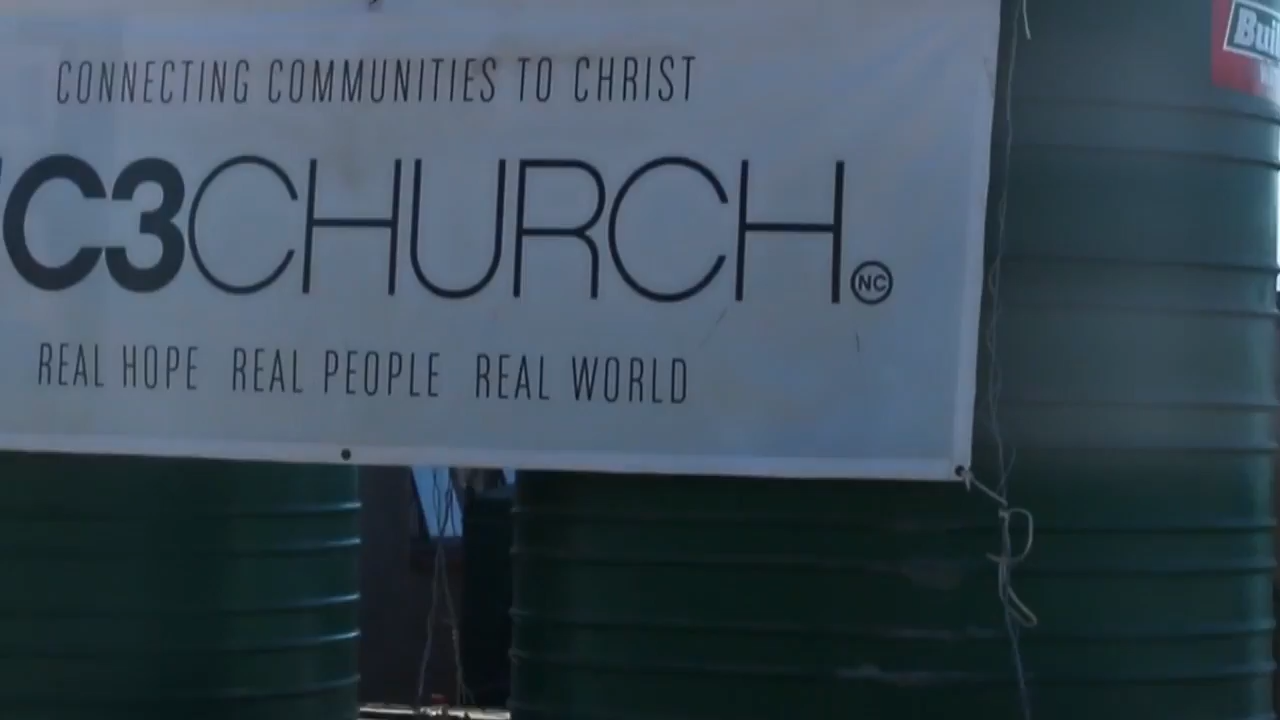 CONNECTING COMMUNITIES TO CHRIST
C3CHURCH. NC
REAL HOPE REAL PEOPLE REAL WORLD